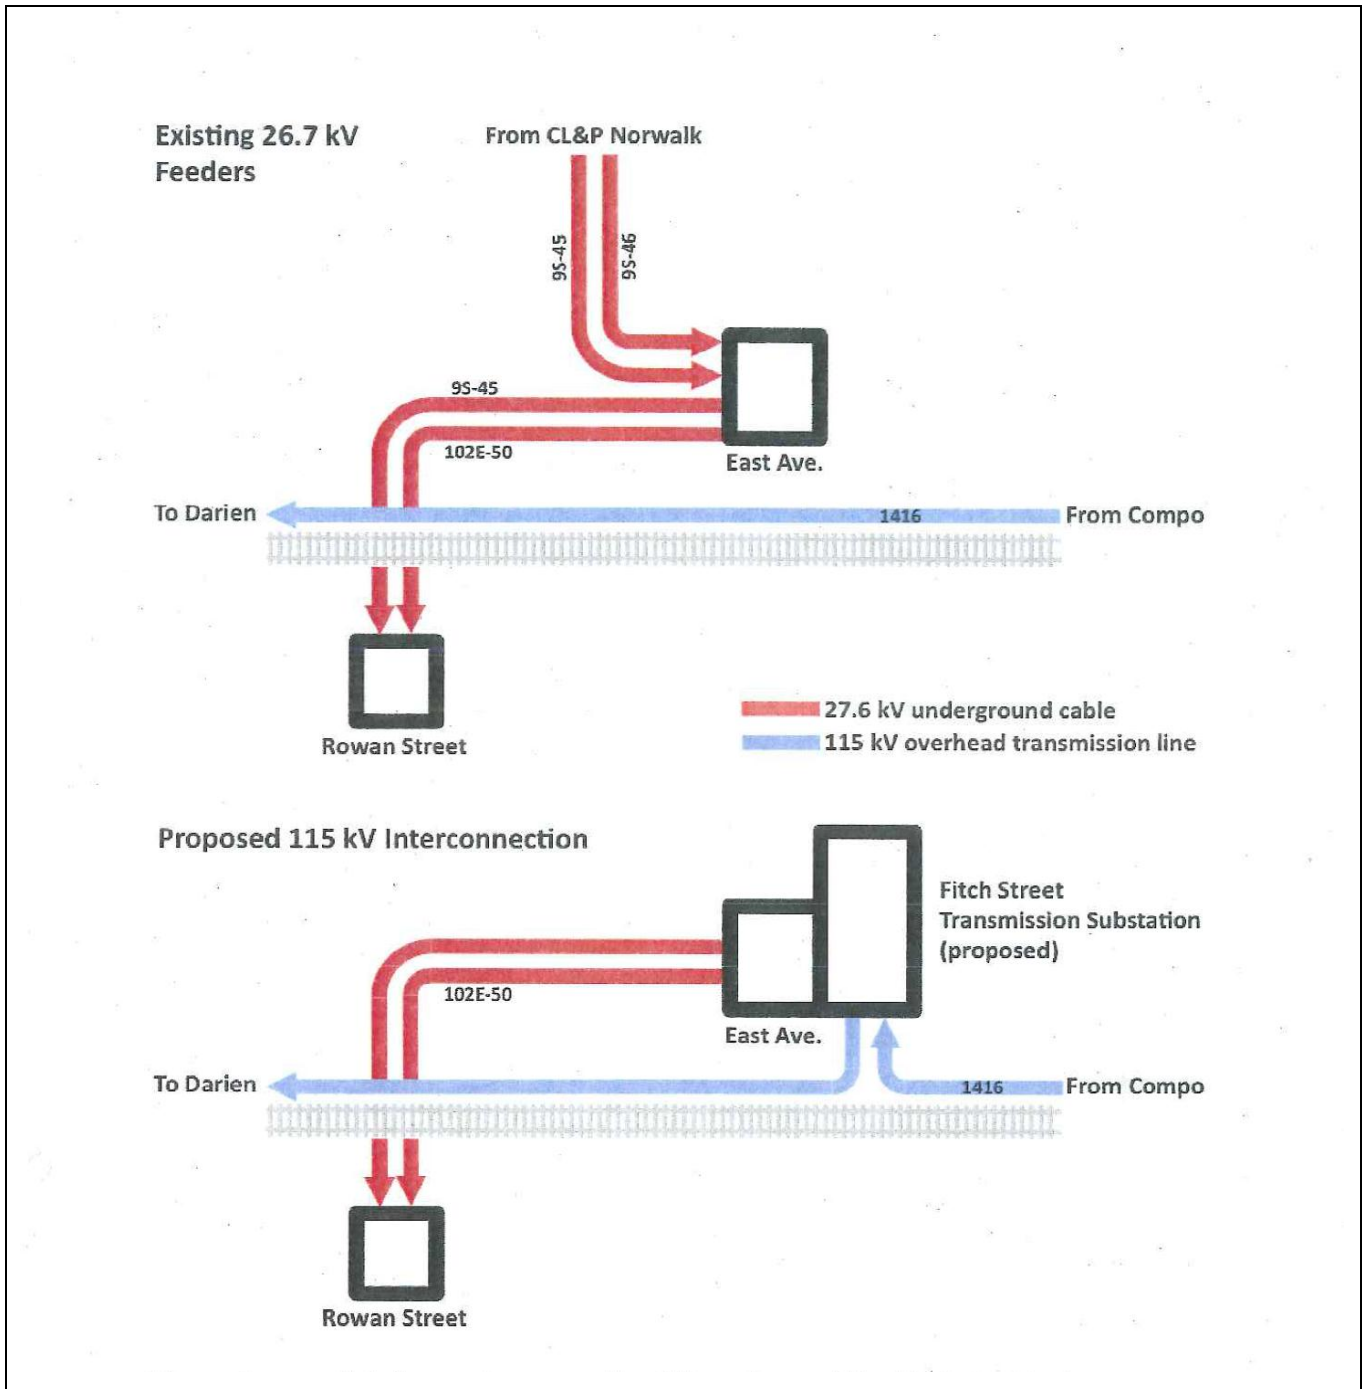 Existing 26.7 kV
Feeders
From CL&P Norwalk
9S-45
9S-46
9S-45
102E-50
East Ave.
To Darien
1416
From Compo
Rowan Street
27.6 kV underground cable
115 kV overhead transmission line
Proposed 115 kV Interconnection
Fitch Street
Transmission Substation
(proposed)
102E-50
East Ave.
To Darien
1416
From Compo
Rowan Street